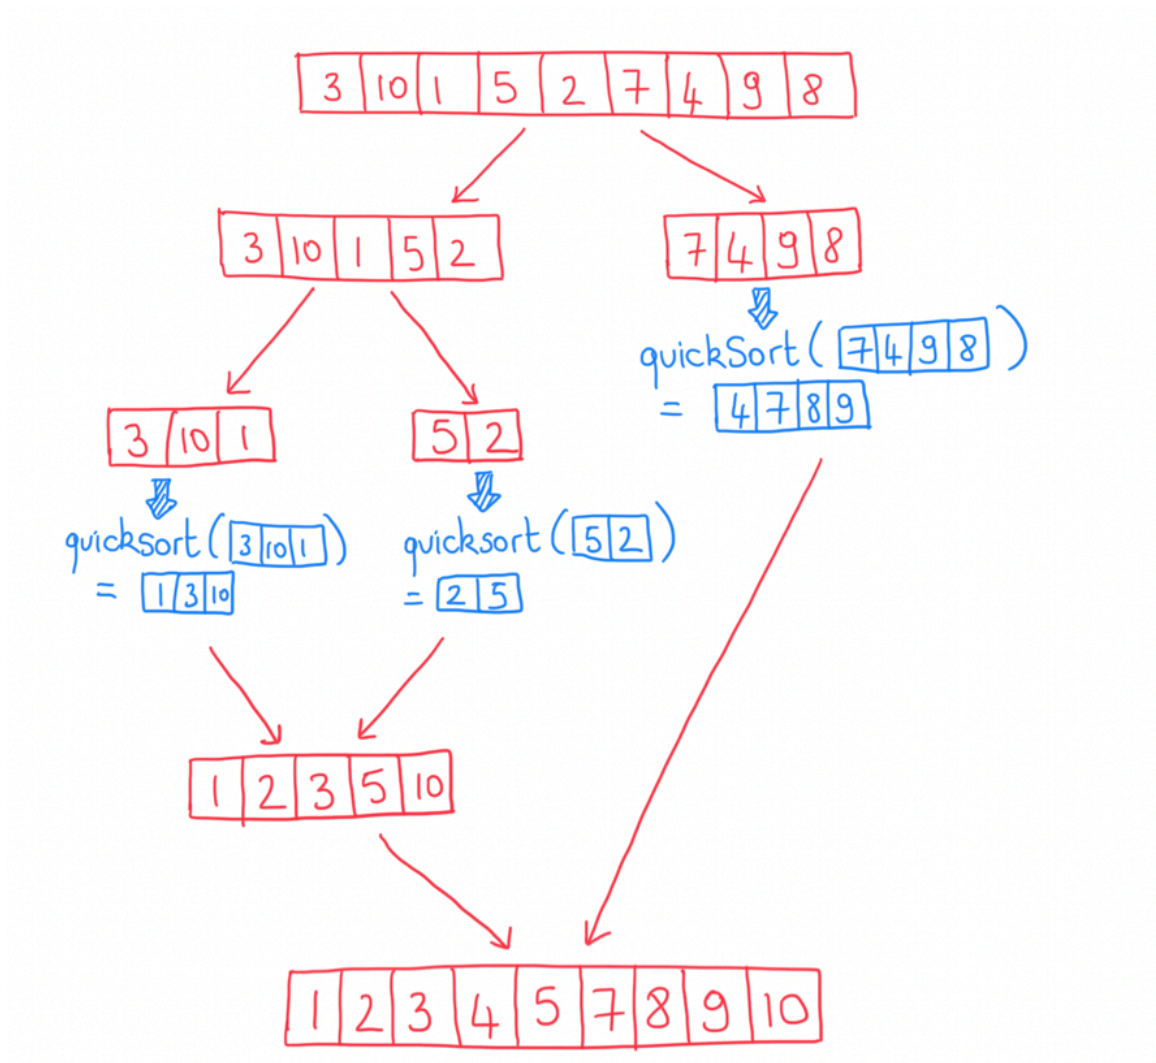 3 10 1 5 2 7 4 9 8
3 10 1 5 2
7 4 9 8
quickSort( 7 4 9 8 )
= 4 7 8 9
3 10 1
5 2
quicksort( 3 10 1 )
= 1 3 10
quicksort( 5 2 )
= 2 5
1 2 3 5 10
1 2 3 4 5 7 8 9 10